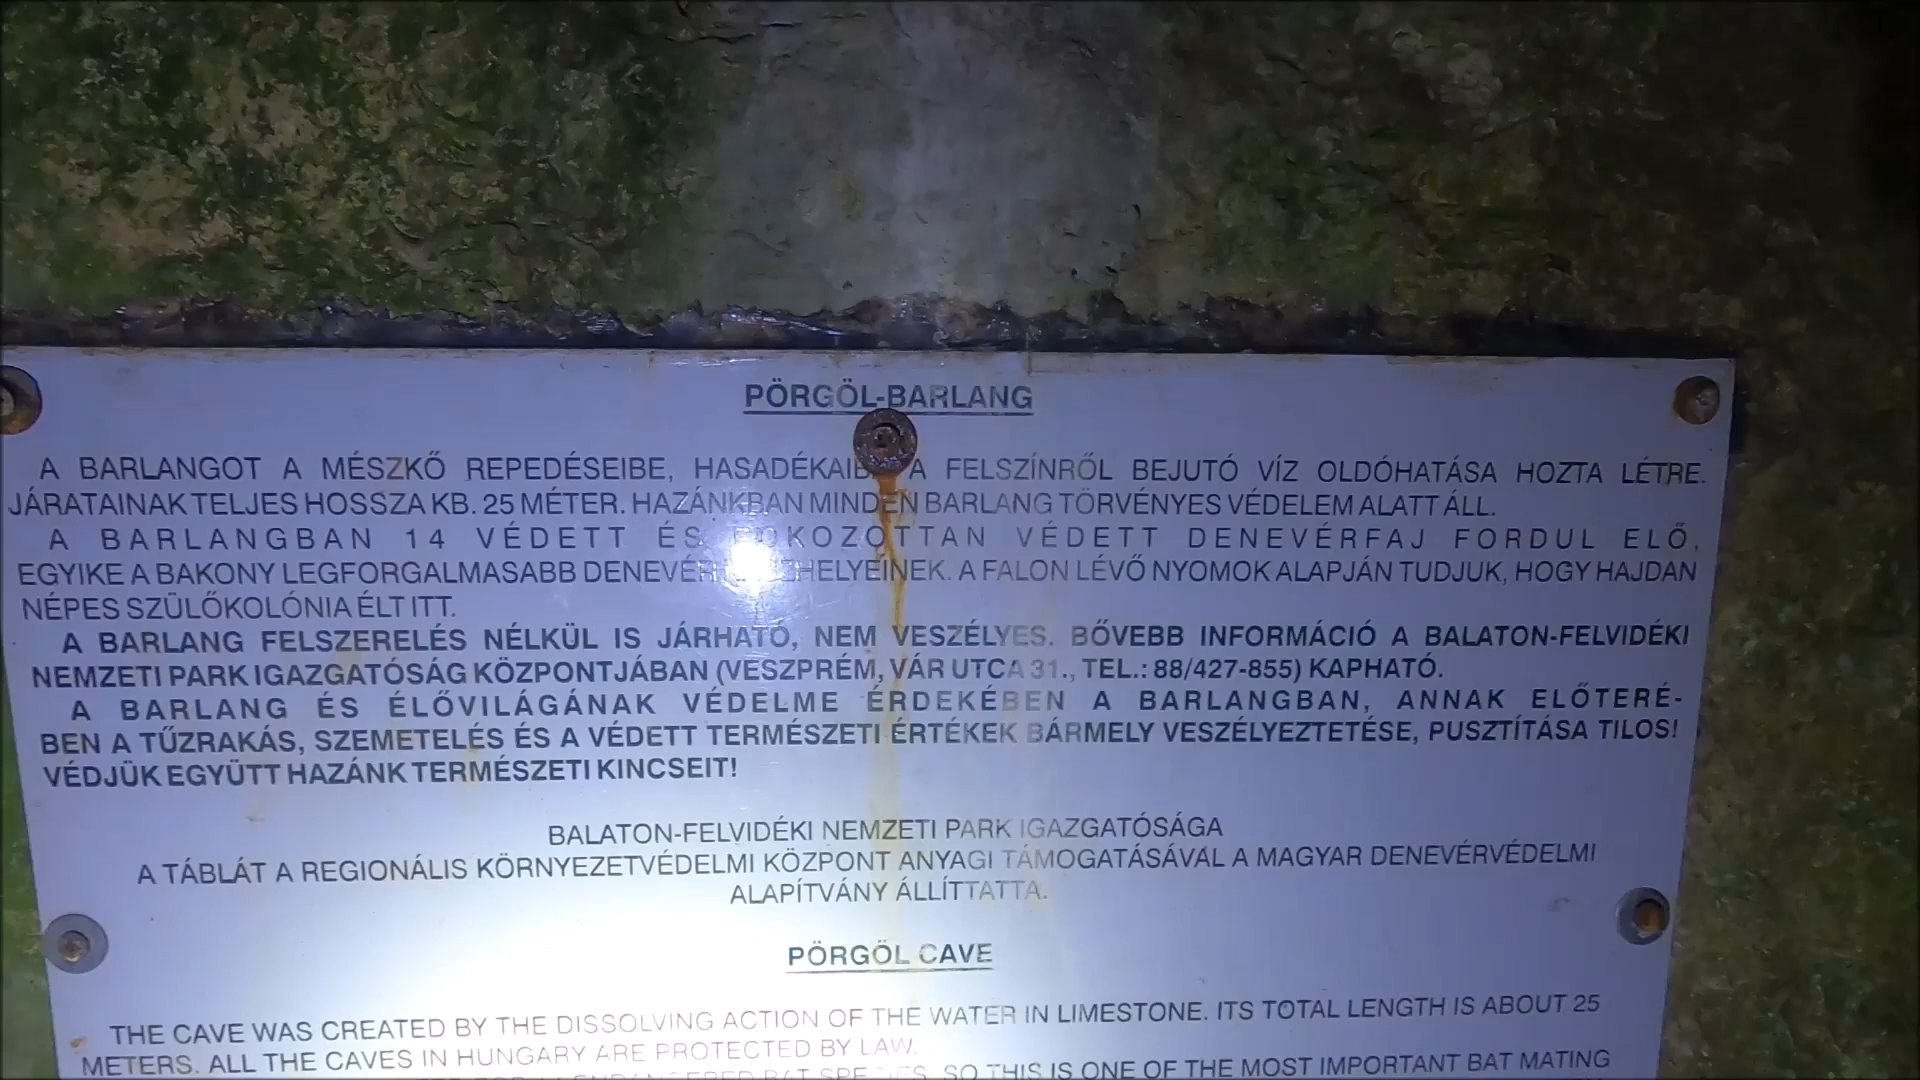 PÖRGÖL-BARLANG
A BARLANGOT A MÉSZKŐ REPEDÉSEIBE, HASADÉKAIBA A FELSZÍNRŐL BEJUTÓ VÍZ OLDÓHATÁSA HOZTA LÉTRE.
JÁRATAINAK TELJES HOSSZA KB. 25 MÉTER. HAZÁNKBAN MINDEN BARLANG TÖRVÉNYES VÉDELEM ALATT ÁLL.
A BARLANGBAN 14 VÉDETT ÉS FOKOZOTTAN VÉDETT DENEVÉRFAJ FORDUL ELŐ,
EGYIKE A BAKONY LEGFORGALMASABB A FALON LÉVŐ NYOMOK ALAPJÁN TUDJUK, HOGY HAJDAN
NÉPES SZÜLŐKOLÓNIA ÉLT ITT.
A BARLANG FELSZERELÉS NÉLKÜL IS JÁRHATÓ, NEM VESZÉLYES. BŐVEBB INFORMÁCIÓ A BALATON-FELVIDÉKI
NEMZETI PARK IGAZGATÓSÁG KÖZPONTJÁBAN (VESZPRÉM, VÁR UTCA 31., TEL.: 88/427-855) KAPHATÓ.
A BARLANG ÉS ÉLŐVILÁGÁNAK VÉDELME ÉRDEKÉBEN A BARLANGBAN, ANNAK ELŐTERÉ-
BEN A TŰZRAKÁS, SZEMETELÉS ÉS A VÉDETT TERMÉSZETI ÉRTÉKEK BÁRMELY VESZÉLYEZTETÉSE, PUSZTÍTÁSA TILOS!
VÉDJÜK EGYÜTT HAZÁNK TERMÉSZETI KINCSEIT!
BALATON-FELVIDÉKI NEMZETI PARK IGAZGATÓSÁGA
A TÁBLÁT A REGIONÁLIS KÖRNYEZETVÉDELMI KÖZPONT ANYAGI TÁMOGATÁSÁVAL A MAGYAR DENEVÉRVÉDELMI
ALAPÍTVÁNY ÁLLÍTTATTA.
PÖRGÖL CAVE
THE CAVE WAS CREATED BY THE DISSOLVING ACTION OF THE WATER IN LIMESTONE. ITS TOTAL LENGTH IS ABOUT 25
METERS. ALL THE CAVES IN HUNGARY ARE PROTECTED BY LAW.
SO THIS IS ONE OF THE MOST IMPORTANT BAT MATING